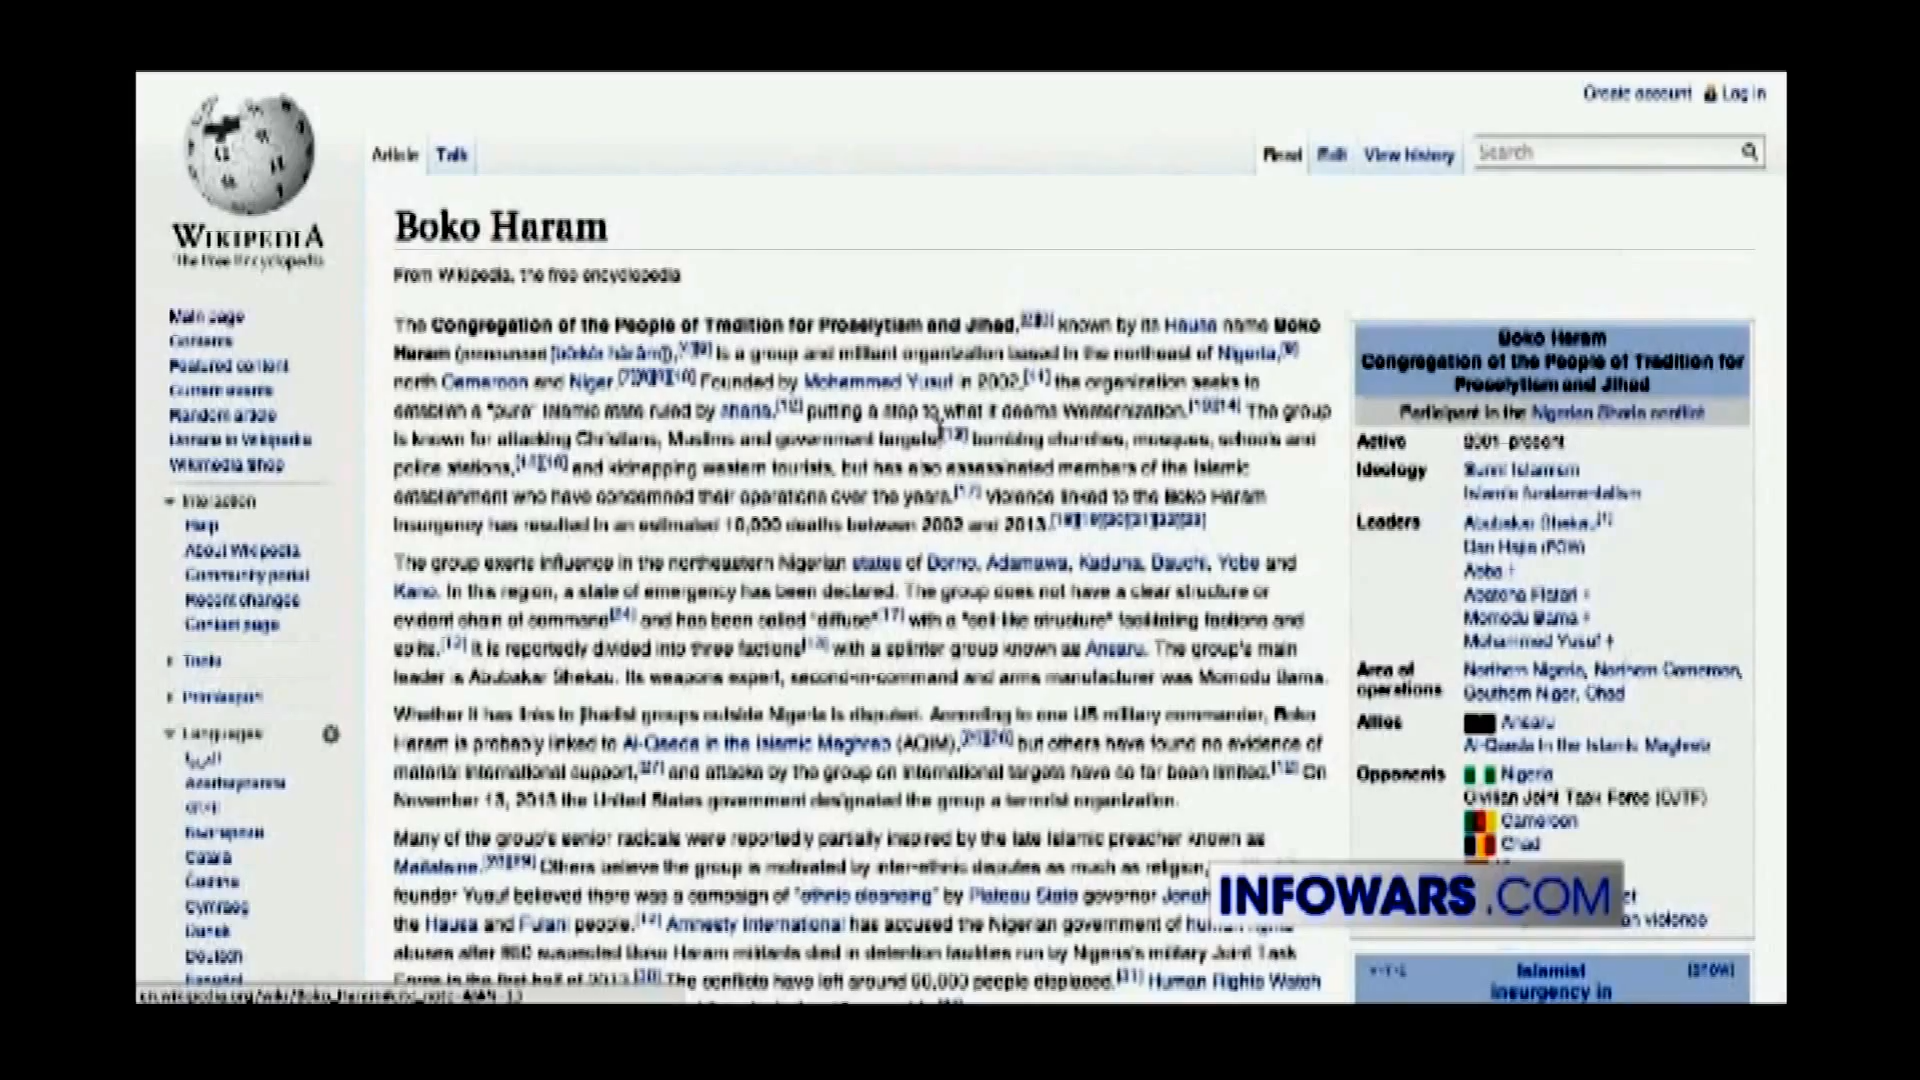 Create account Log in
Article Talk Read Edit View history Search
WIKIPEDIA
The Free Encyclopedia
Boko Haram
From Wikipedia, the free encyclopedia
Main page
Contents
Featured content
Current events
Random article
Donate to Wikipedia
Wikimedia Shop
Interaction
Help
About Wikipedia
Community portal
Recent changes
Contact page
Tools
Languages
Català
Čeština
Cymraeg
Dansk
Deutsch
Español
The Congregation of the People of Tradition for Proselytism and Jihad, known by its Hausa name Boko
Haram (pronounced is a group and militant organization based in the northeast of Nigeria,
north Cameroon and Niger. Founded by Mohammed Yusuf in 2002, the organization seeks to
establish a "pure" Islamic state ruled by sharia, putting a stop to what it deems Westernization. The group
is known for attacking Christians, Muslims and government targets bombing churches, mosques, schools and
police stations, and kidnapping western tourists, but has also assassinated members of the Islamic
establishment who have condemned their operations over the years. Violence linked to the Boko Haram
insurgency has resulted in an estimated 10,000 deaths between 2002 and 2013.
The group exerts influence in the northeastern Nigerian states of Borno, Adamawa, Kaduna, Bauchi, Yobe and
Kano. In this region, a state of emergency has been declared. The group does not have a clear structure or
evident chain of command and has been called "diffuse" with a "cell-like structure" facilitating factions and
splits. It is reportedly divided into three factions with a splinter group known as Ansaru. The group's main
leader is Abubakar Shekau. Its weapons expert, second-in-command and arms manufacturer was Momodu Bama.
Whether it has links to jihadist groups outside Nigeria is disputed. According to one US military commander, Boko
Haram is probably linked to Al-Qaeda in the Islamic Maghreb (AQIM), but others have found no evidence of
material international support, and attacks by the group on international targets have so far been limited. On
November 13, 2013 the United States government designated the group a terrorist organization.
Many of the group's senior radicals were reportedly partially inspired by the late Islamic preacher known as
Maitatsine. Others believe the group is motivated by inter-ethnic disputes as much as religion,
founder Yusuf believed there was a campaign of "ethnic cleansing" by Plateau State governor Jonah
the Hausa and Fulani people. Amnesty International has accused the Nigerian government of human rights
abuses after 950 suspected Boko Haram militants died in detention facilities run by Nigeria's military Joint Task
Force in the first half of 2013. The conflicts have left around 90,000 people displaced. Human Rights Watch
Boko Haram
Congregation of the People of Tradition for
Proselytism and Jihad
Participant in the Nigerian Sharia conflict
Active 2001–present
Ideology Sunni Islamism
Islamic fundamentalism
Leaders Abubakar Shekau
Dan Hajia (POW)
Abba †
Abatcha Flatari †
Momodu Bama †
Mohammed Yusuf †
Area of operations Northern Nigeria, Northern Cameroon,
Southern Niger, Chad
Allies Ansaru
Al-Qaeda in the Islamic Maghreb
Opponents Nigeria
Civilian Joint Task Force (CJTF)
Cameroon
Chad
violence
INFOWARS.COM
Islamist
insurgency in